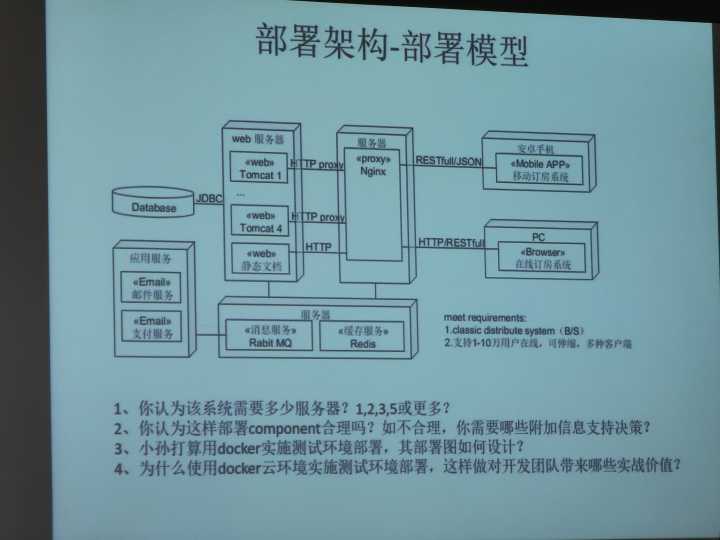 部署架构-部署模型
web 服务器
«web»
Tomcat 1
...
«web»
Tomcat 4
«web»
静态文档
HTTP proxy
HTTP proxy
HTTP
服务器
«proxy»
Nginx
RESTfull/JSON
HTTP/RESTfull
安卓手机
«Mobile APP»
移动订房系统
PC
«Browser»
在线订房系统
Database
JDBC
应用服务
«Email»
邮件服务
«Email»
支付服务
服务器
«消息服务»
Rabit MQ
«缓存服务»
Redis
meet requirements:
1.classic distribute system（B/S）
2.支持1-10万用户在线，可伸缩，多种客户端
1、你认为该系统需要多少服务器？1,2,3,5或更多？
2、你认为这样部署component合理吗？如不合理，你需要哪些附加信息支持决策？
3、小孙打算用docker实施测试环境部署，其部署图如何设计？
4、为什么使用docker云环境实施测试环境部署，这样做对开发团队带来哪些实战价值？